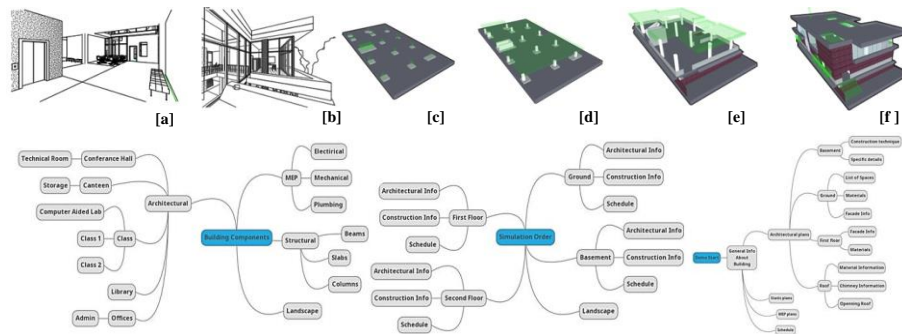 [a]
[b]
[c]
[d]
[e]
[f ]
Technical Room
Conferance Hall
Storage
Canteen
Computer Aided Lab
Class 1
Class
Class 2
Library
Admin
Offices
Architectural
Building Components
MEP
Electirical
Mechanical
Plumbing
Structural
Beams
Slabs
Columns
Landscape
Architectural Info
Construction Info
First Floor
Schedule
Architectural Info
Construction Info
Second Floor
Schedule
Simulation Order
Ground
Architectural Info
Construction Info
Schedule
Basement
Architectural Info
Construction Info
Schedule
Landscape
General Info
About
Building
Architectural plans
Basement
Construction technique
Specific details
Ground
List of Spaces
Materials
Facade Info
First floor
Facade Info
Materials
Roof
Material Information
Chimney Information
Openning Roof
MEP plans
Schedule